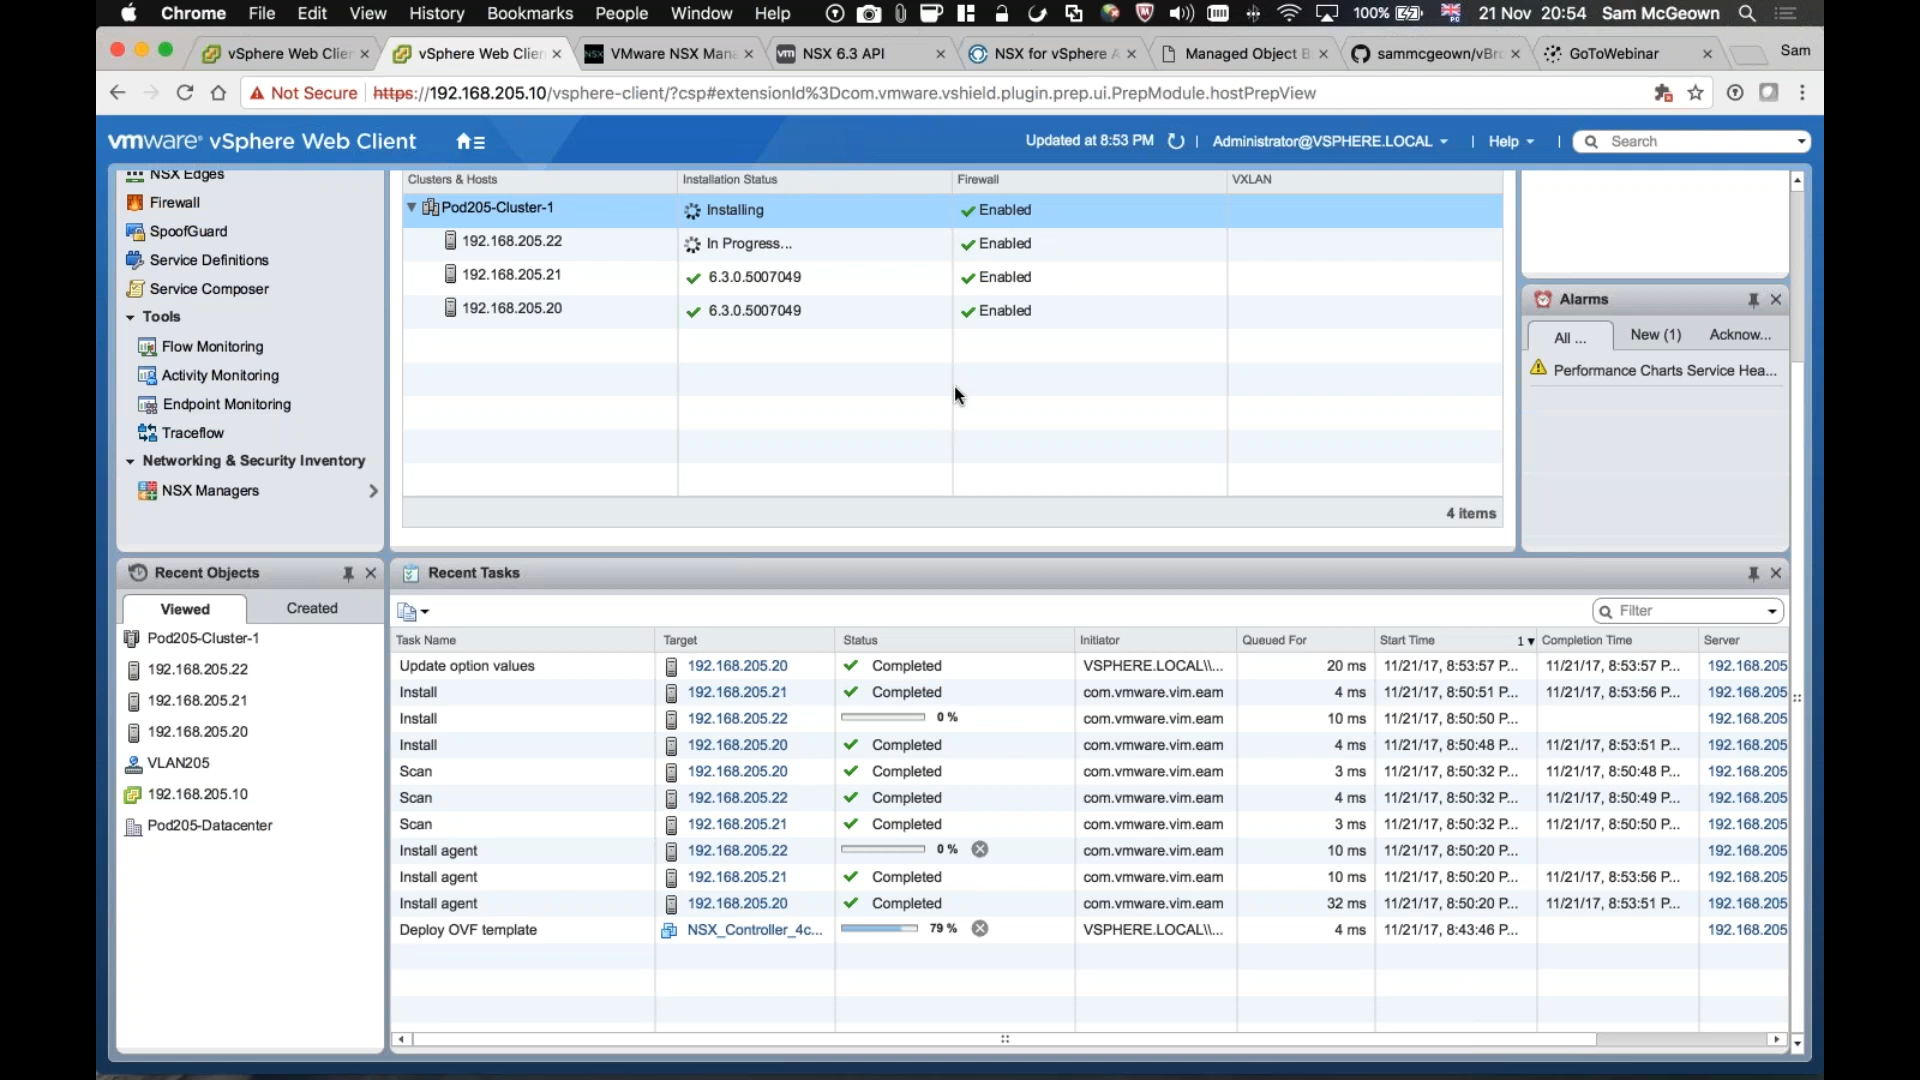 Chrome File Edit View History Bookmarks People Window Help 100% 21 Nov 20:54 Sam McGeown
vSphere Web Clien
vSphere Web Clien
VMware NSX Mana
NSX 6.3 API
NSX for vSphere A
Managed Object B
sammcgeown/vBr
GoToWebinar
Sam
Not Secure https://192.168.205.10/vsphere-client/?csp#extensionId%3Dcom.vmware.vshield.plugin.prep.ui.PrepModule.hostPrepView
vmware® vSphere Web Client
Updated at 8:53 PM | Administrator@VSPHERE.LOCAL | Help | Search
NSX Edges
Firewall
SpoofGuard
Service Definitions
Service Composer
Tools
Flow Monitoring
Activity Monitoring
Endpoint Monitoring
Traceflow
Networking & Security Inventory
NSX Managers
Clusters & Hosts Installation Status Firewall VXLAN
Pod205-Cluster-1 Installing Enabled
192.168.205.22 In Progress... Enabled
192.168.205.21 6.3.0.5007049 Enabled
192.168.205.20 6.3.0.5007049 Enabled
4 items
Alarms
All ... New (1) Acknow...
Performance Charts Service Hea...
Recent Objects
Viewed Created
Pod205-Cluster-1
192.168.205.22
192.168.205.21
192.168.205.20
VLAN205
192.168.205.10
Pod205-Datacenter
Recent Tasks
Filter
Task Name Target Status Initiator Queued For Start Time 1 Completion Time Server
Update option values 192.168.205.20 Completed VSPHERE.LOCAL\\... 20 ms 11/21/17, 8:53:57 P... 11/21/17, 8:53:57 P... 192.168.205
Install 192.168.205.21 Completed com.vmware.vim.eam 4 ms 11/21/17, 8:50:51 P... 11/21/17, 8:53:56 P... 192.168.205
Install 192.168.205.22 0 % com.vmware.vim.eam 10 ms 11/21/17, 8:50:50 P... 192.168.205
Install 192.168.205.20 Completed com.vmware.vim.eam 4 ms 11/21/17, 8:50:48 P... 11/21/17, 8:53:51 P... 192.168.205
Scan 192.168.205.20 Completed com.vmware.vim.eam 3 ms 11/21/17, 8:50:32 P... 11/21/17, 8:50:48 P... 192.168.205
Scan 192.168.205.22 Completed com.vmware.vim.eam 4 ms 11/21/17, 8:50:32 P... 11/21/17, 8:50:49 P... 192.168.205
Scan 192.168.205.21 Completed com.vmware.vim.eam 3 ms 11/21/17, 8:50:32 P... 11/21/17, 8:50:50 P... 192.168.205
Install agent 192.168.205.22 0 % com.vmware.vim.eam 10 ms 11/21/17, 8:50:20 P... 192.168.205
Install agent 192.168.205.21 Completed com.vmware.vim.eam 10 ms 11/21/17, 8:50:20 P... 11/21/17, 8:53:56 P... 192.168.205
Install agent 192.168.205.20 Completed com.vmware.vim.eam 32 ms 11/21/17, 8:50:20 P... 11/21/17, 8:53:51 P... 192.168.205
Deploy OVF template NSX_Controller_4c... 79 % VSPHERE.LOCAL\\... 4 ms 11/21/17, 8:43:46 P... 192.168.205